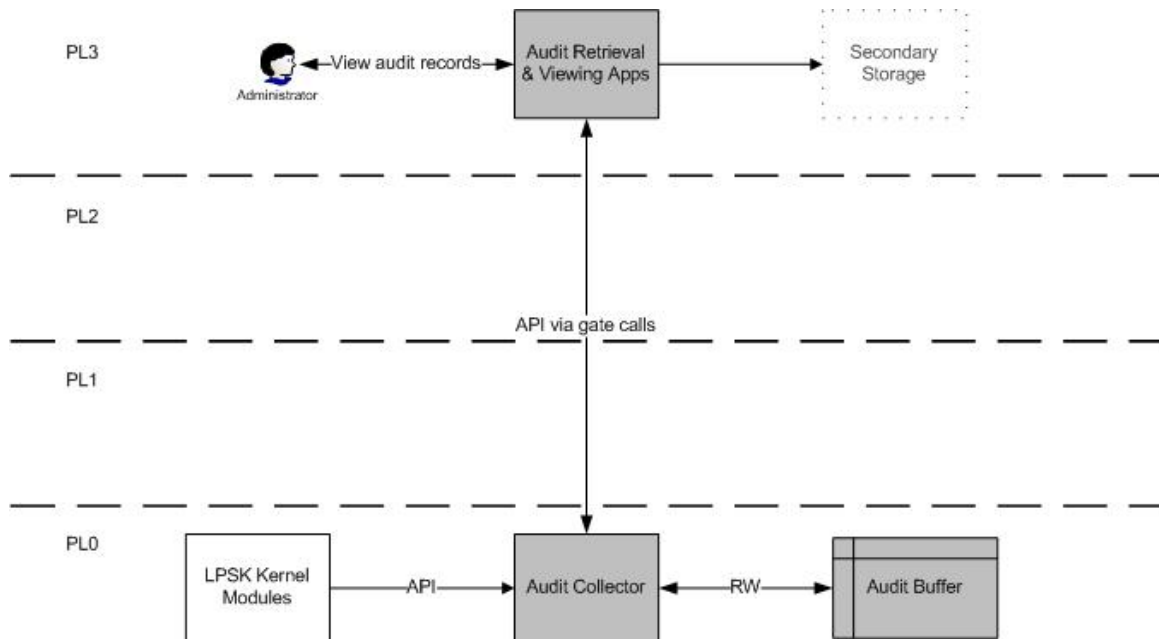 PL3
View audit records
Administrator
Audit Retrieval
& Viewing Apps
Secondary
Storage
PL2
API via gate calls
PL1
PL0
LPSK Kernel
Modules
API
Audit Collector
RW
Audit Buffer